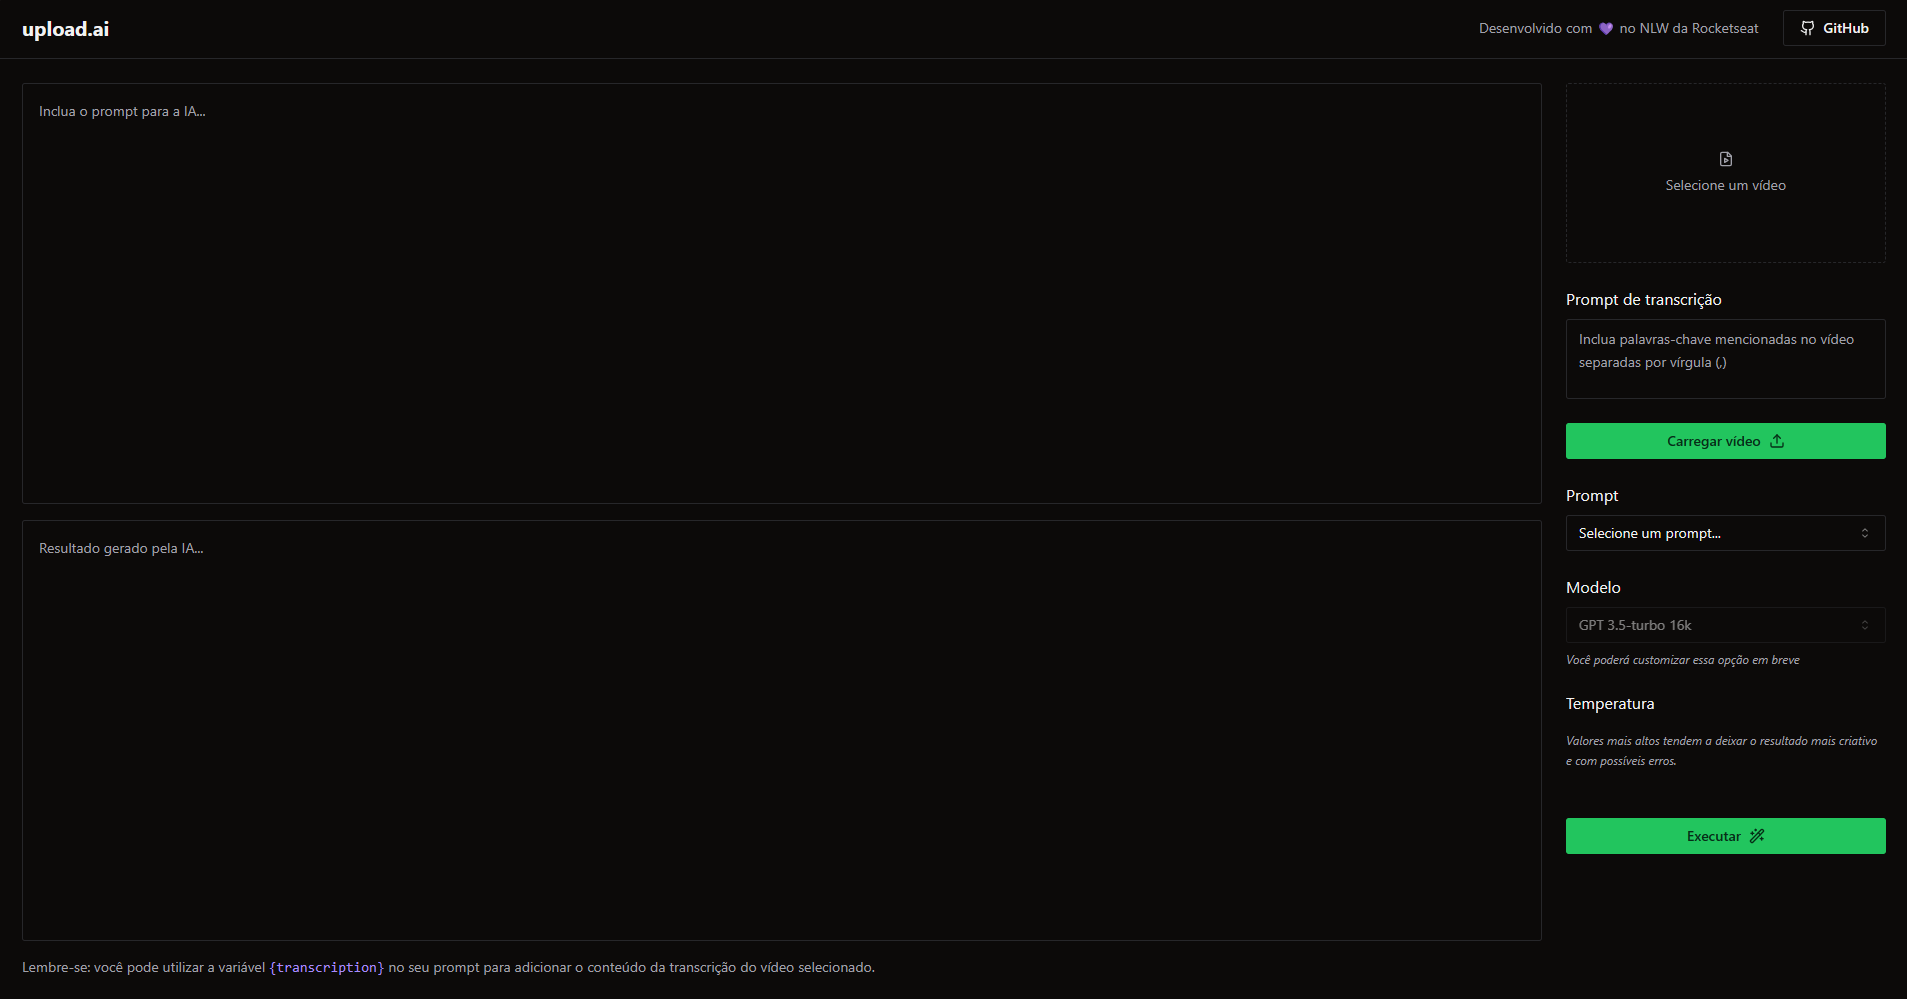 upload.ai
Desenvolvido com 💜 no NLW da Rocketseat
GitHub
Inclua o prompt para a IA...
Resultado gerado pela IA...
Lembre-se: você pode utilizar a variável {transcription} no seu prompt para adicionar o conteúdo da transcrição do vídeo selecionado.
Selecione um vídeo
Prompt de transcrição
Inclua palavras-chave mencionadas no vídeo
separadas por vírgula (,)
Carregar vídeo
Prompt
Selecione um prompt...
Modelo
GPT 3.5-turbo 16k
Você poderá customizar essa opção em breve
Temperatura
Valores mais altos tendem a deixar o resultado mais criativo
e com possíveis erros.
Executar